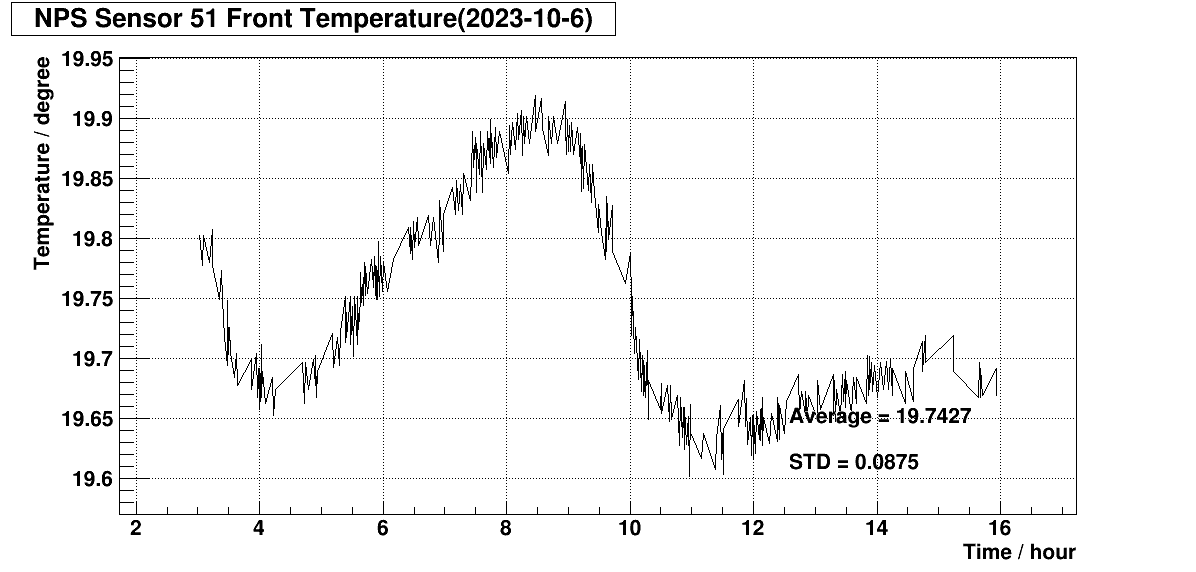 NPS Sensor 51 Front Temperature(2023-10-6)
Temperature / degree
19.95
19.9
19.85
19.8
19.75
19.7
19.65
19.6
Average = 19.7427
STD = 0.0875
2 4 6 8 10 12 14 16
Time / hour